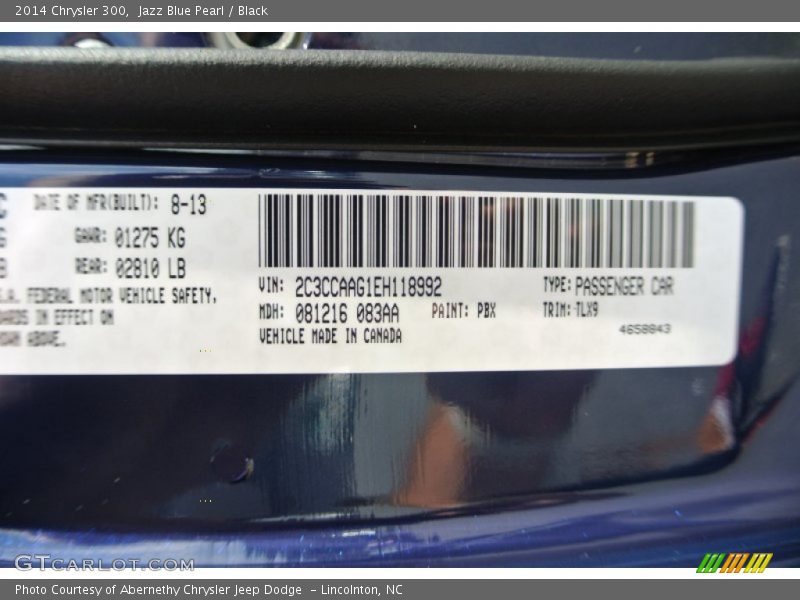 2014 Chrysler 300, Jazz Blue Pearl / Black
DATE OF MFR(BUILT): 8-13
GAWR: 01275 KG
REAR: 02810 LB
FEDERAL MOTOR VEHICLE SAFETY,
IN EFFECT ON
ABOVE.
VIN: 2C3CCAAG1EH118992
TYPE: PASSENGER CAR
MDH: 081216 083AA
PAINT: PBX
TRIM: TLX9
VEHICLE MADE IN CANADA
4658843
GTCARLOT.COM
Photo Courtesy of Abernethy Chrysler Jeep Dodge - Lincolnton, NC